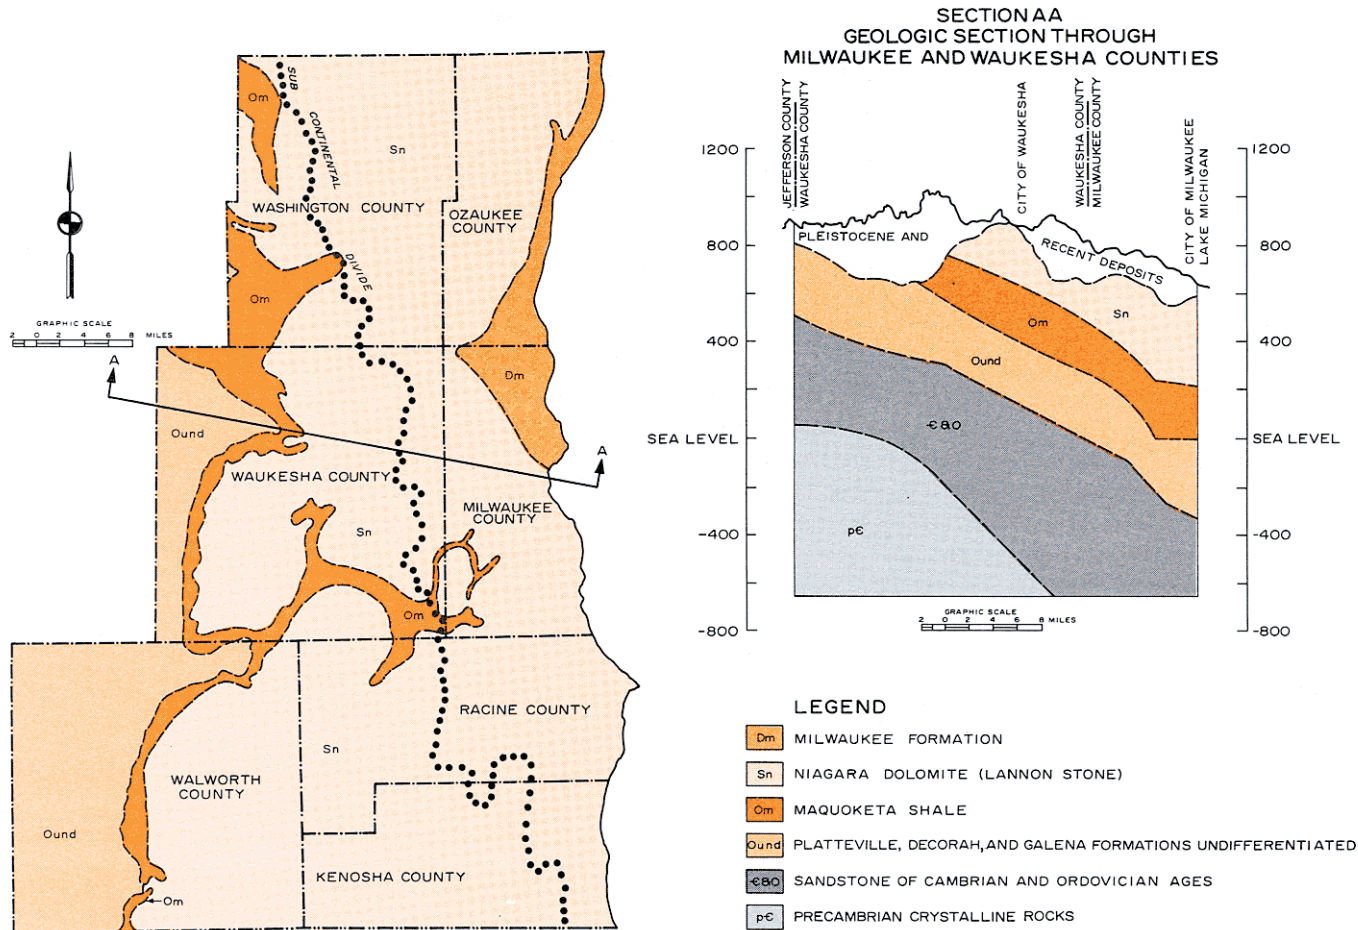 SECTION AA
GEOLOGIC SECTION THROUGH
MILWAUKEE AND WAUKESHA COUNTIES
SUB
CONTINENTAL
DIVIDE
Om
Sn
WASHINGTON COUNTY
OZAUKEE
COUNTY
Om
GRAPHIC SCALE
2 0 2 4 6 8 MILES
A
Dm
Ound
A
WAUKESHA COUNTY
MILWAUKEE
COUNTY
Sn
Om
RACINE COUNTY
Sn
WALWORTH
COUNTY
Ound
KENOSHA COUNTY
Om
JEFFERSON COUNTY
WAUKESHA COUNTY
CITY OF WAUKESHA
WAUKESHA COUNTY
MILWAUKEE COUNTY
CITY OF MILWAUKEE
LAKE MICHIGAN
1200
800
400
SEA LEVEL
-400
-800
PLEISTOCENE AND
RECENT DEPOSITS
Om
Sn
Ound
-Є&O
pЄ
1200
800
400
SEA LEVEL
-400
-800
GRAPHIC SCALE
2 0 2 4 6 8 MILES
LEGEND
Dm MILWAUKEE FORMATION
Sn NIAGARA DOLOMITE (LANNON STONE)
Om MAQUOKETA SHALE
Ound PLATTEVILLE, DECORAH, AND GALENA FORMATIONS UNDIFFERENTIATED
-Є&O SANDSTONE OF CAMBRIAN AND ORDOVICIAN AGES
pЄ PRECAMBRIAN CRYSTALLINE ROCKS